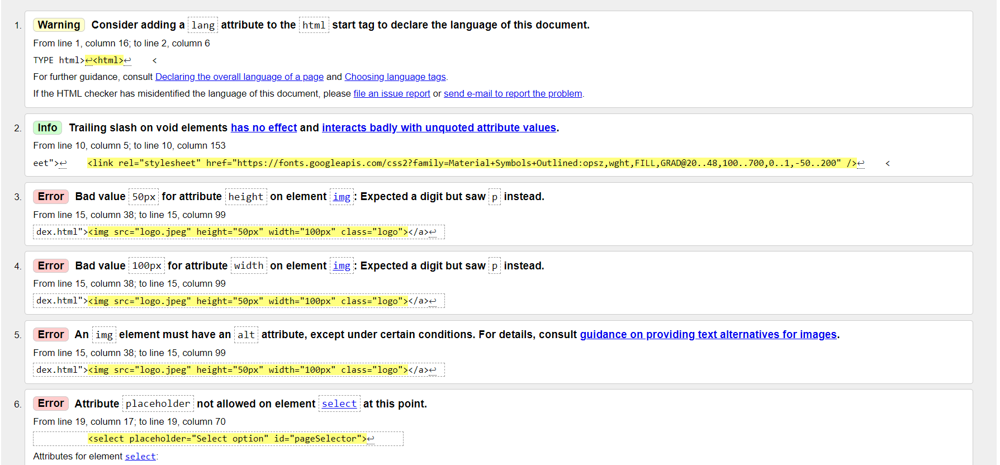 1. Warning Consider adding a lang attribute to the html start tag to declare the language of this document.
From line 1, column 16; to line 2, column 6
TYPE html>↩<html>↩    <
For further guidance, consult Declaring the overall language of a page and Choosing language tags.
If the HTML checker has misidentified the language of this document, please file an issue report or send e-mail to report the problem.
2. Info Trailing slash on void elements has no effect and interacts badly with unquoted attribute values.
From line 10, column 5; to line 10, column 153
eet">↩    <link rel="stylesheet" href="https://fonts.googleapis.com/css2?family=Material+Symbols+Outlined:opsz,wght,FILL,GRAD@20..48,100..700,0..1,-50..200" />↩    <
3. Error Bad value 50px for attribute height on element img: Expected a digit but saw p instead.
From line 15, column 38; to line 15, column 99
dex.html"><img src="logo.jpeg" height="50px" width="100px" class="logo"></a>↩
4. Error Bad value 100px for attribute width on element img: Expected a digit but saw p instead.
From line 15, column 38; to line 15, column 99
dex.html"><img src="logo.jpeg" height="50px" width="100px" class="logo"></a>↩
5. Error An img element must have an alt attribute, except under certain conditions. For details, consult guidance on providing text alternatives for images.
From line 15, column 38; to line 15, column 99
dex.html"><img src="logo.jpeg" height="50px" width="100px" class="logo"></a>↩
6. Error Attribute placeholder not allowed on element select at this point.
From line 19, column 17; to line 19, column 70
<select placeholder="Select option" id="pageSelector">↩
Attributes for element select: